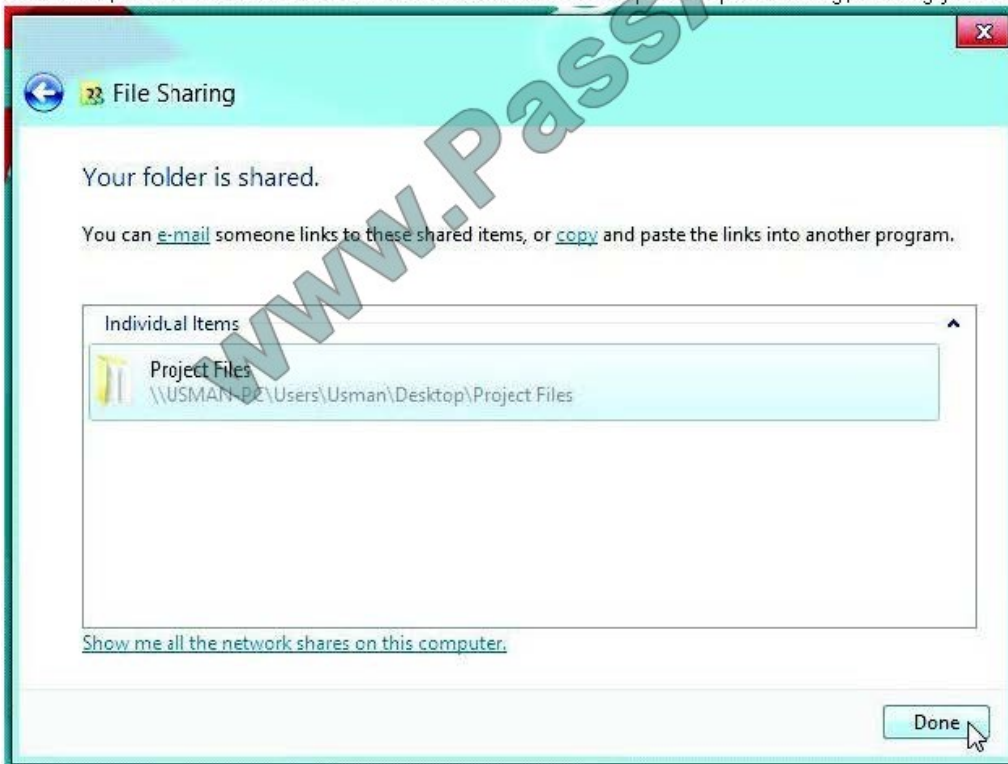 File Sharing
Your folder is shared.
You can e-mail someone links to these shared items, or copy and paste the links into another program.
Individual Items
Project Files
\\USMAN-PC\Users\Usman\Desktop\Project Files
Show me all the network shares on this computer.
Done
www.Pass